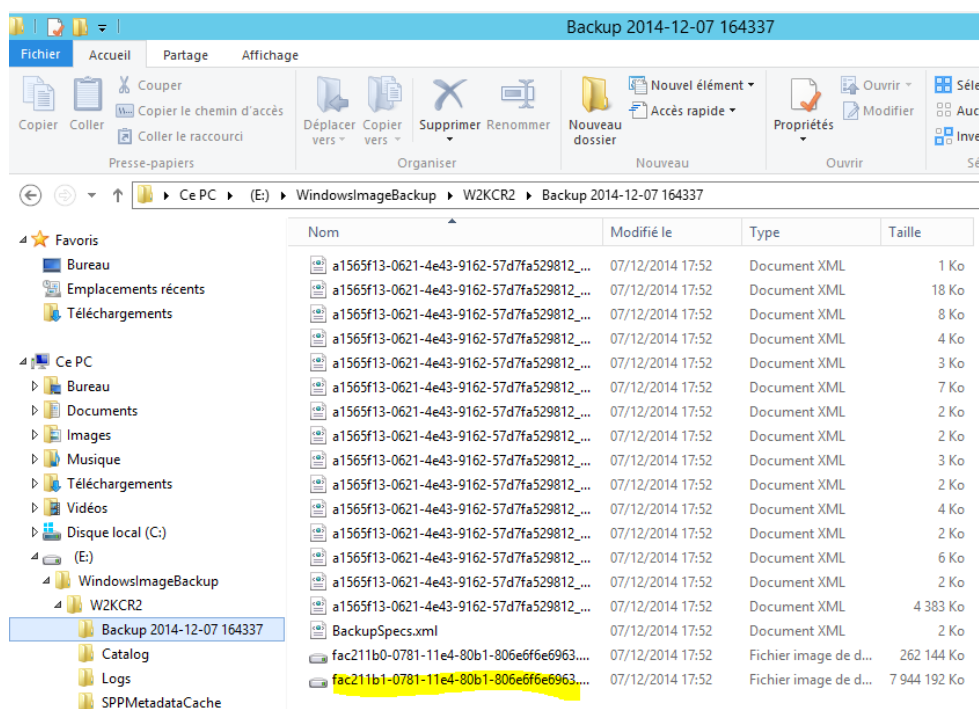 Backup 2014-12-07 164337
Fichier Accueil Partage Affichage
Copier
Coller
Couper
Copier le chemin d'accès
Coller le raccourci
Presse-papiers
Déplacer vers
Copier vers
Supprimer
Renommer
Organiser
Nouveau dossier
Nouvel élément
Accès rapide
Nouveau
Propriétés
Ouvrir
Modifier
Ouvrir
Séle
Auc
Inve
Sé
Ce PC (E:) WindowsImageBackup W2KCR2 Backup 2014-12-07 164337
Favoris
Bureau
Emplacements récents
Téléchargements
Ce PC
Bureau
Documents
Images
Musique
Téléchargements
Vidéos
Disque local (C:)
(E:)
WindowsImageBackup
W2KCR2
Backup 2014-12-07 164337
Catalog
Logs
SPPMetadataCache
Nom Modifié le Type Taille
a1565f13-0621-4e43-9162-57d7fa529812_... 07/12/2014 17:52 Document XML 1 Ko
a1565f13-0621-4e43-9162-57d7fa529812_... 07/12/2014 17:52 Document XML 18 Ko
a1565f13-0621-4e43-9162-57d7fa529812_... 07/12/2014 17:52 Document XML 8 Ko
a1565f13-0621-4e43-9162-57d7fa529812_... 07/12/2014 17:52 Document XML 4 Ko
a1565f13-0621-4e43-9162-57d7fa529812_... 07/12/2014 17:52 Document XML 3 Ko
a1565f13-0621-4e43-9162-57d7fa529812_... 07/12/2014 17:52 Document XML 7 Ko
a1565f13-0621-4e43-9162-57d7fa529812_... 07/12/2014 17:52 Document XML 2 Ko
a1565f13-0621-4e43-9162-57d7fa529812_... 07/12/2014 17:52 Document XML 2 Ko
a1565f13-0621-4e43-9162-57d7fa529812_... 07/12/2014 17:52 Document XML 3 Ko
a1565f13-0621-4e43-9162-57d7fa529812_... 07/12/2014 17:52 Document XML 2 Ko
a1565f13-0621-4e43-9162-57d7fa529812_... 07/12/2014 17:52 Document XML 4 Ko
a1565f13-0621-4e43-9162-57d7fa529812_... 07/12/2014 17:52 Document XML 2 Ko
a1565f13-0621-4e43-9162-57d7fa529812_... 07/12/2014 17:52 Document XML 6 Ko
a1565f13-0621-4e43-9162-57d7fa529812_... 07/12/2014 17:52 Document XML 2 Ko
a1565f13-0621-4e43-9162-57d7fa529812_... 07/12/2014 17:52 Document XML 4 383 Ko
BackupSpecs.xml 07/12/2014 17:52 Document XML 2 Ko
fac211b0-0781-11e4-80b1-806e6f6e6963.... 07/12/2014 17:52 Fichier image de d... 262 144 Ko
fac211b1-0781-11e4-80b1-806e6f6e6963.... 07/12/2014 17:52 Fichier image de d... 7 944 192 Ko